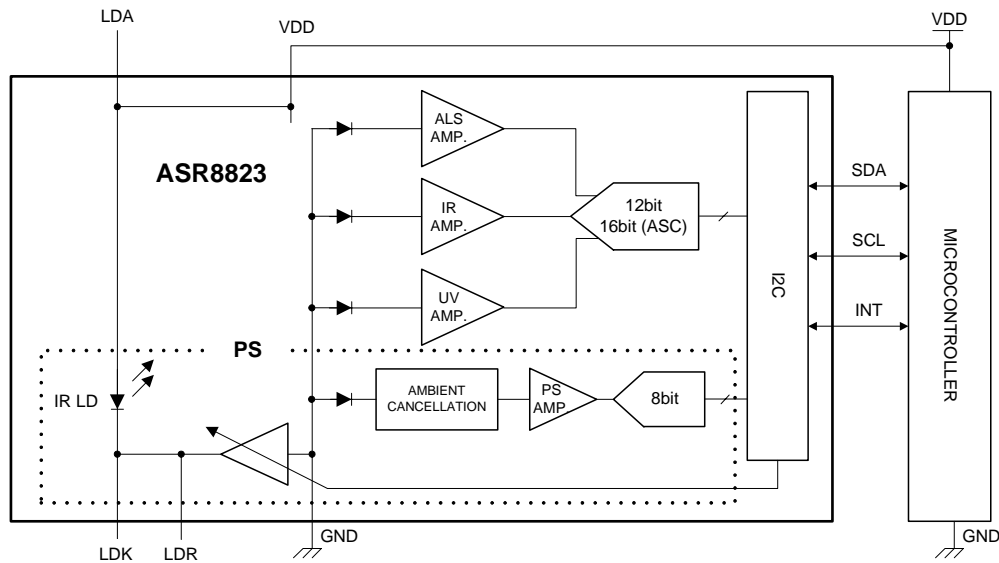 LDA
VDD
VDD
ALS
AMP.
ASR8823
IR
AMP.
12bit
16bit (ASC)
UV
AMP.
I2C
SDA
SCL
INT
MICROCONTROLLER
PS
IR LD
AMBIENT
CANCELLATION
PS
AMP.
8bit
LDK
LDR
GND
GND